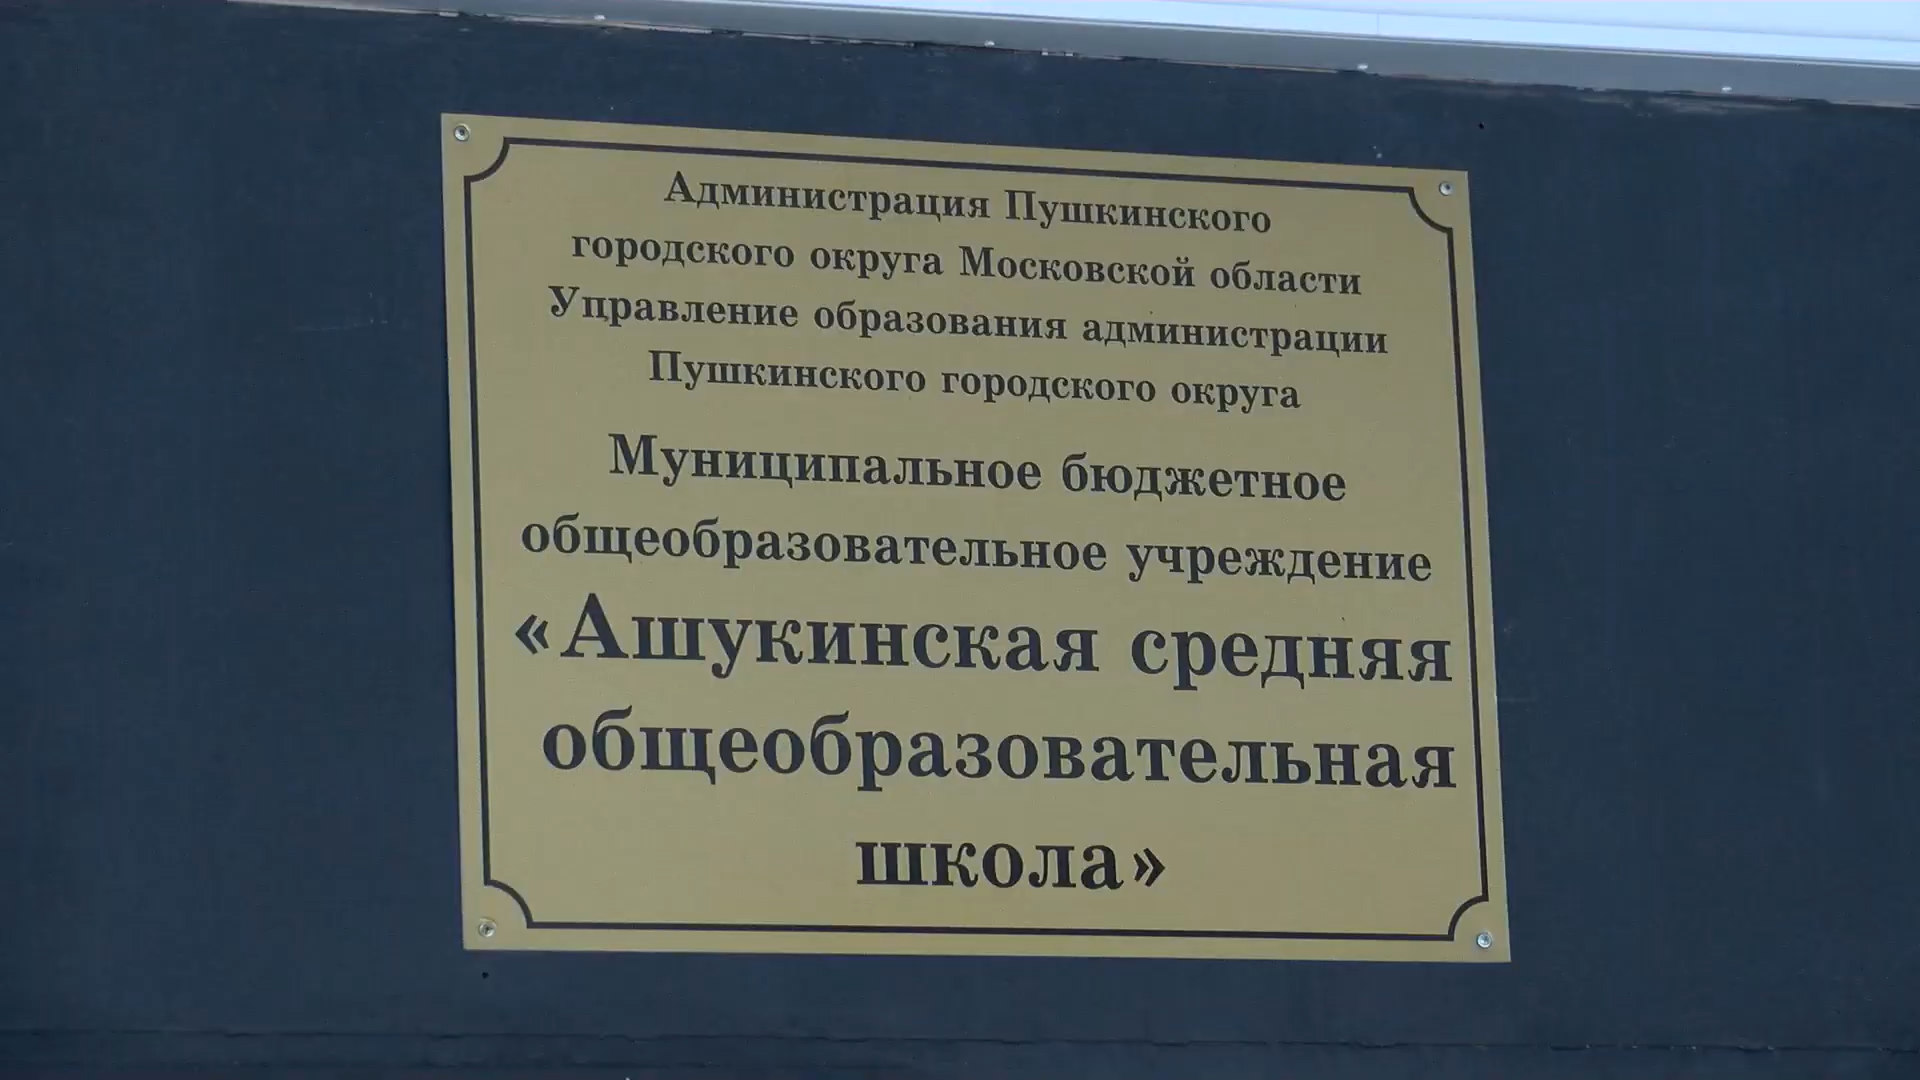 Администрация Пушкинского
городского округа Московской области
Управление образования администрации
Пушкинского городского округа
Муниципальное бюджетное
общеобразовательное учреждение
«Ашукинская средняя
общеобразовательная
школа»